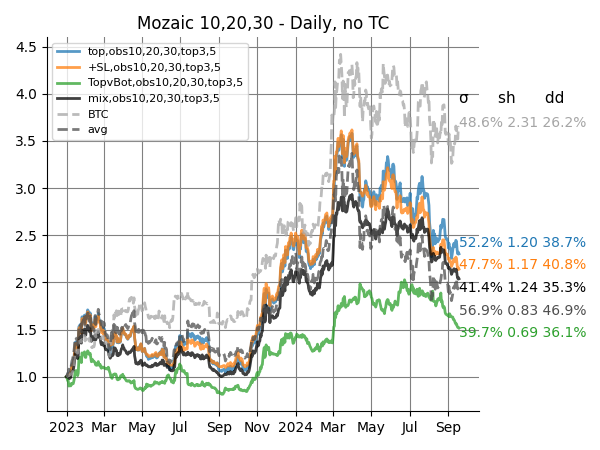 Mozaic 10,20,30 - Daily, no TC
4.5
4.0
3.5
3.0
2.5
2.0
1.5
1.0
top,obs10,20,30,top3,5
+SL,obs10,20,30,top3,5
TopvBot,obs10,20,30,top3,5
mix,obs10,20,30,top3,5
BTC
avg
σ sh dd
48.6% 2.31 26.2%
52.2% 1.20 38.7%
47.7% 1.17 40.8%
41.4% 1.24 35.3%
56.9% 0.83 46.9%
39.7% 0.69 36.1%
2023 Mar May Jul Sep Nov 2024 Mar May Jul Sep